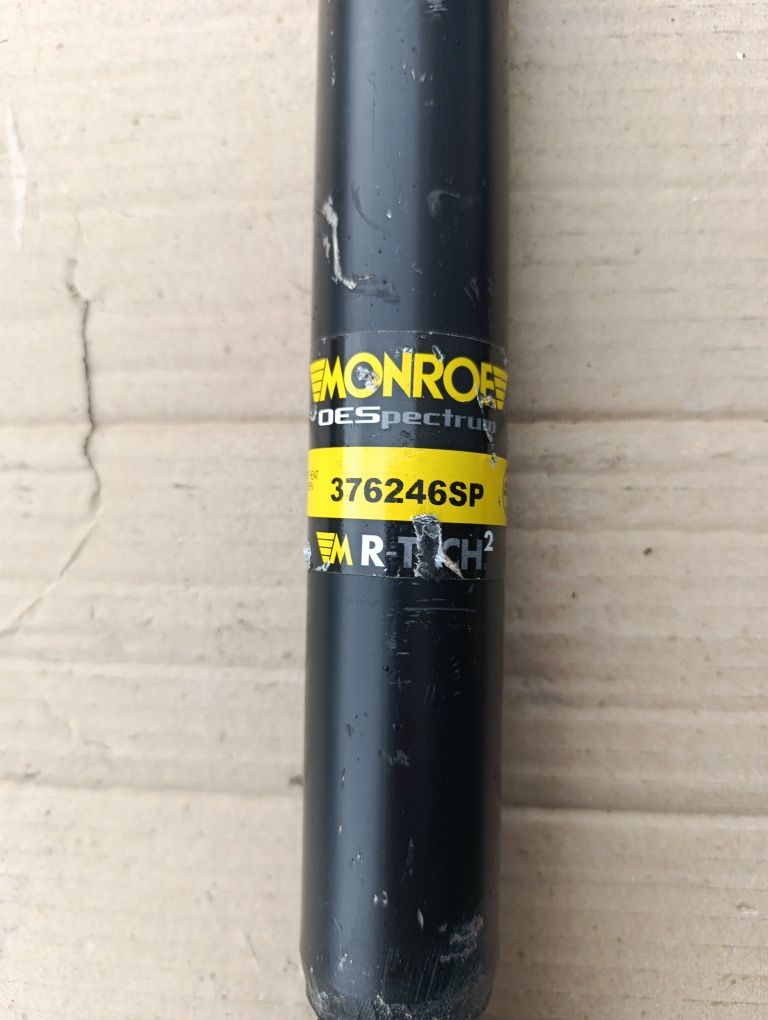 MONROE
OESpectrum
376246SP
M R-TECH²